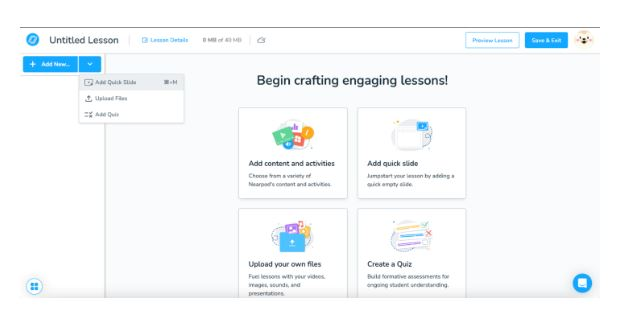 Untitled Lesson
Lesson Details
0 MB of 40 MB
Preview Lesson
Save & Exit
+ Add New...
Add Quick Slide ⌘+M
Upload Files
Add Quiz
Begin crafting engaging lessons!
Add content and activities
Choose from a variety of
Nearpod's content and activities.
Add quick slide
Jumpstart your lesson by adding a
quick empty slide.
Upload your own files
Fuel lessons with your videos,
images, sounds, and
presentations.
Create a Quiz
Build formative assessments for
ongoing student understanding.